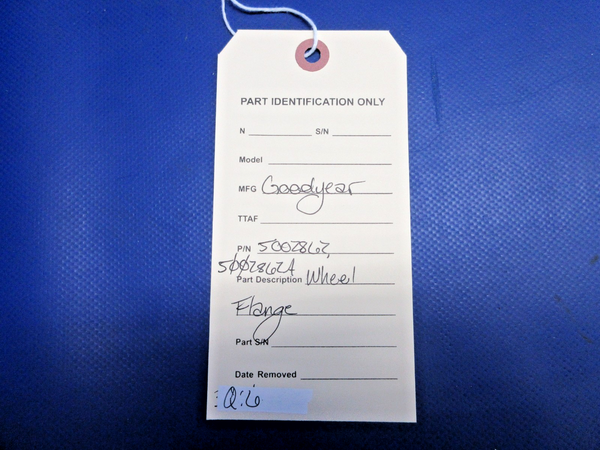 PART IDENTIFICATION ONLY
N S/N
Model
MFG Goodyear
TTAF
P/N 5002862,
5002862A
Part Description Wheel
Flange
Part S/N
Date Removed
Q:6